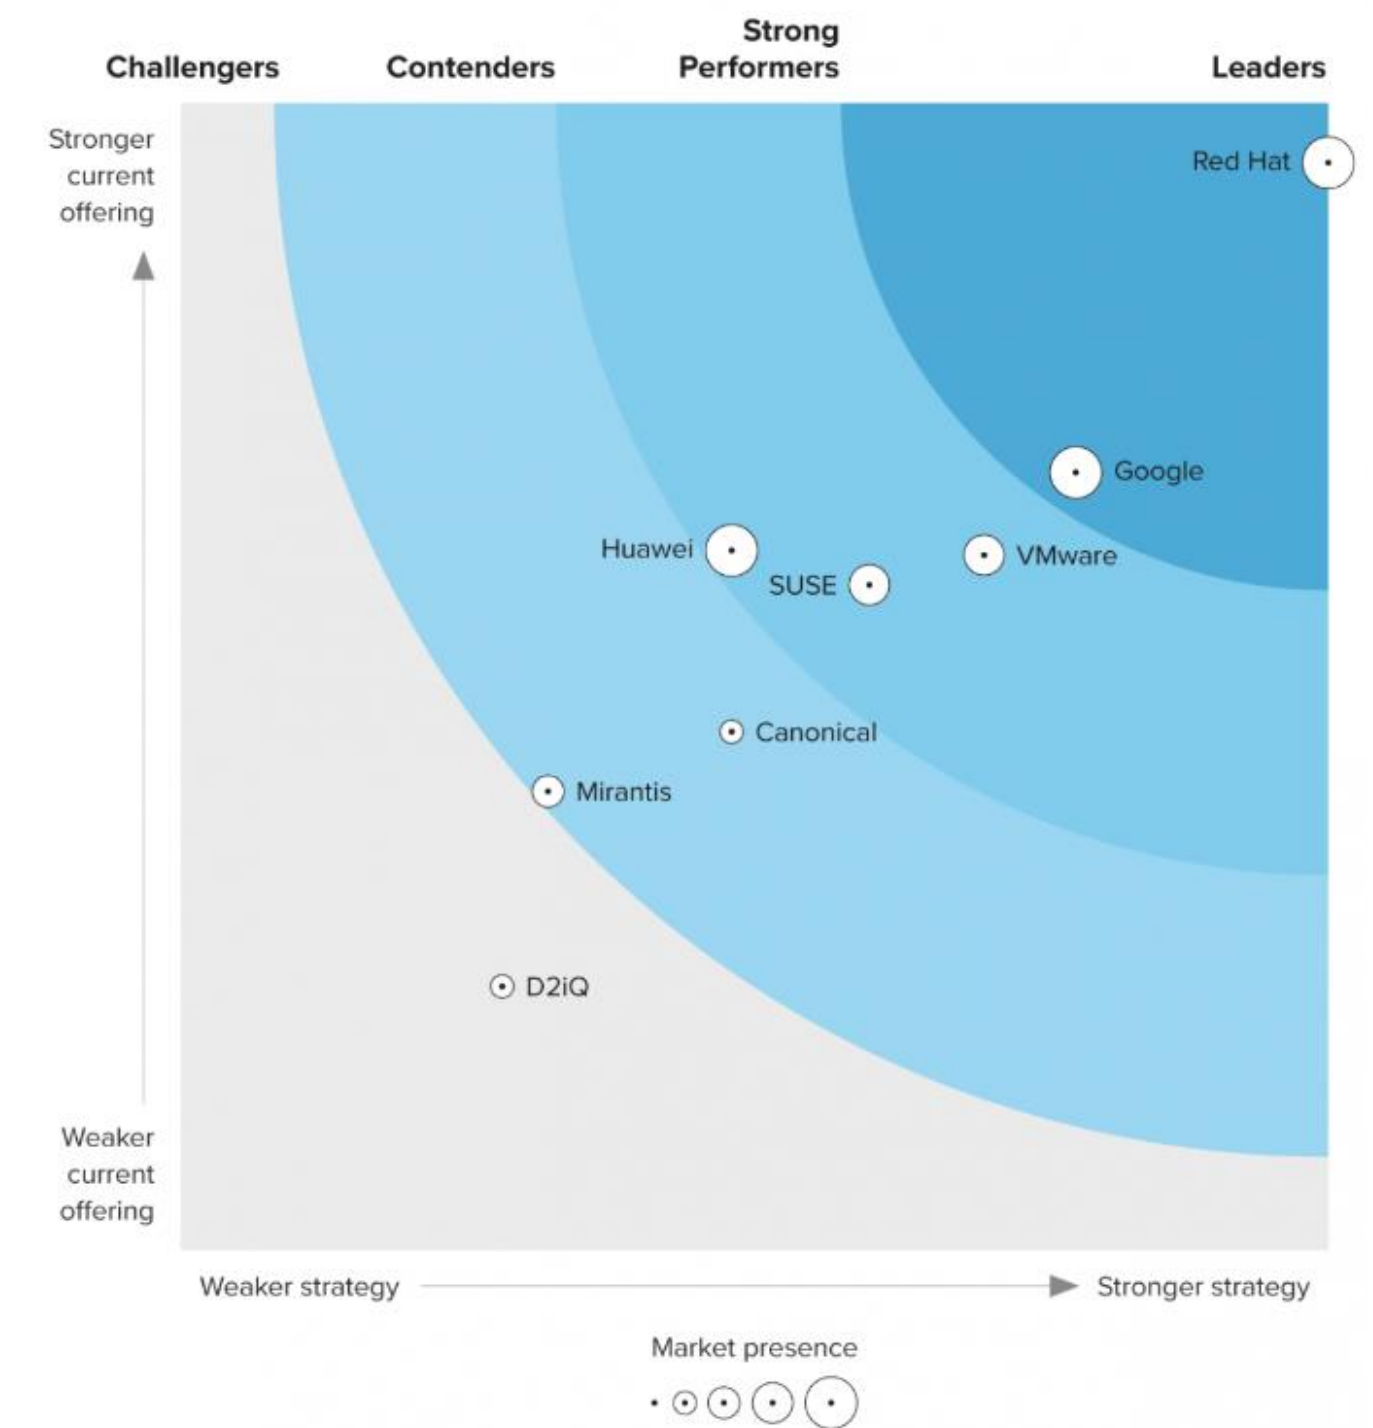 Strong
Challengers Contenders Performers Leaders
Stronger
current
offering
Red Hat
Google
Huawei
VMware
SUSE
Canonical
Mirantis
D2iQ
Weaker
current
offering
Weaker strategy Stronger strategy
Market presence